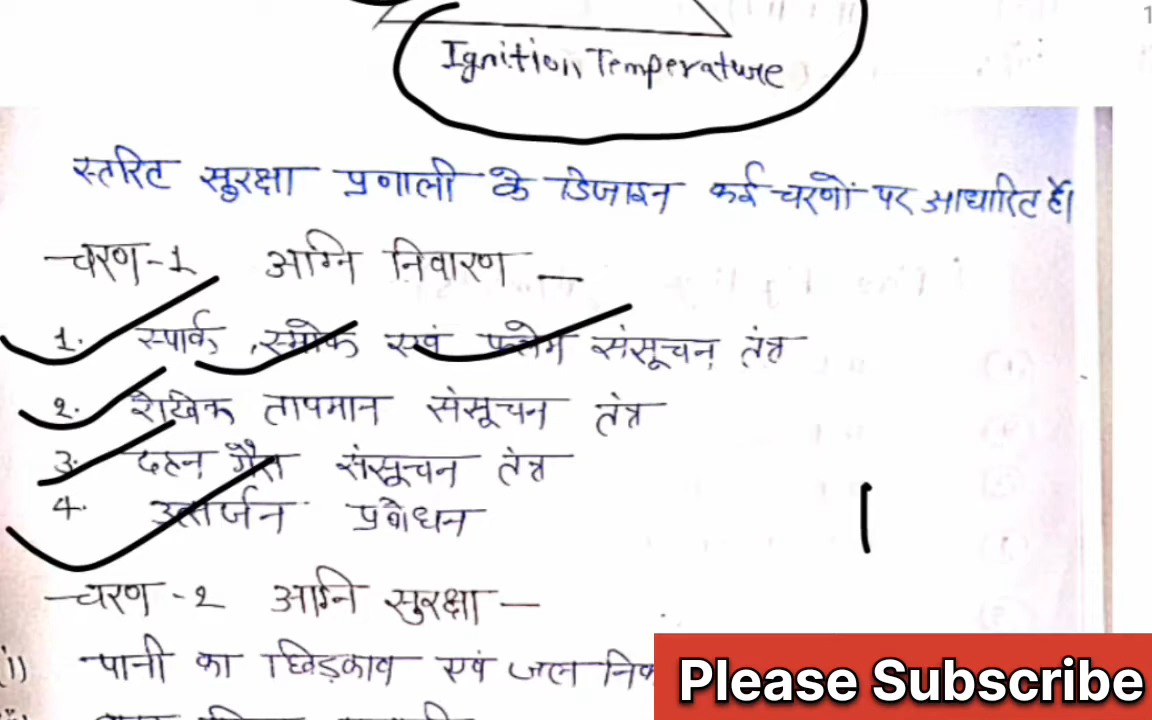 1
Ignition Temperature
स्तरित सुरक्षा प्रणाली के डिजाइन कई चरणों पर आधारित हैं।
चरण-1 अग्नि निवारण —
1. स्पार्क, स्मोक एवं फ्लेम संसूचन तंत्र
2. रैखिक तापमान संसूचन तंत्र
3. दहन गैस संसूचन तंत्र
4. उत्सर्जन प्रबोधन
चरण-2 अग्नि सुरक्षा —
(i) पानी का छिड़काव एवं जल
Please Subscribe